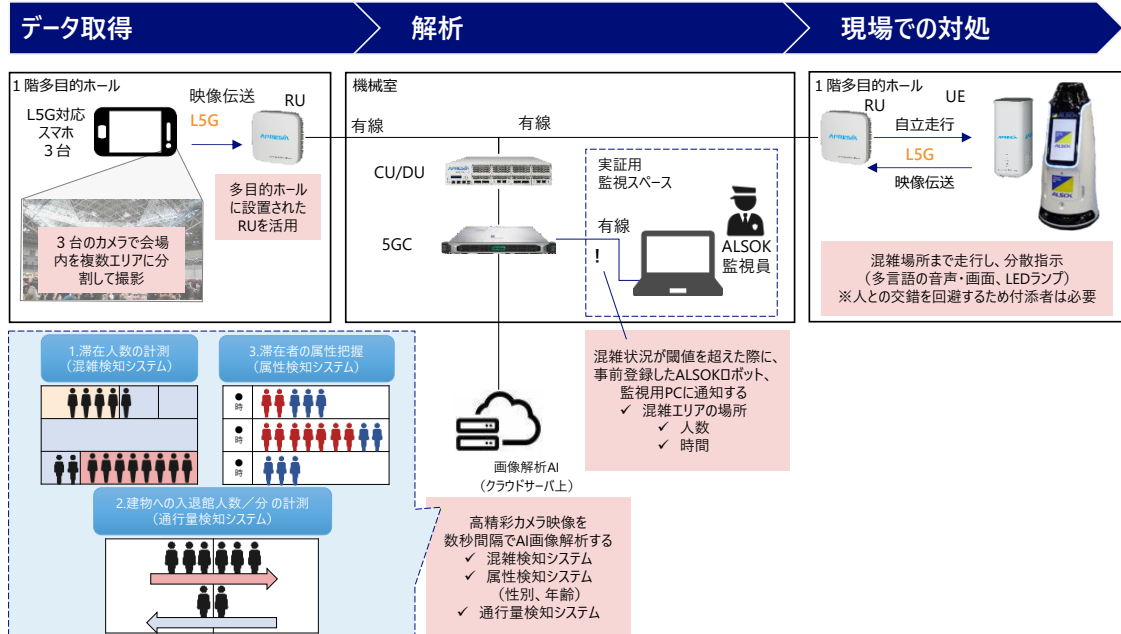 データ取得
解析
現場での対処
1階多目的ホール
L5G対応
スマホ
3台
映像伝送
L5G
RU
APRESIA
有線
3台のカメラで会場
内を複数エリアに分
割して撮影
多目的ホール
に設置された
RUを活用
機械室
有線
CU/DU
APRESIA
5GC
実証用
監視スペース
有線
!
ALSOK
監視員
1階多目的ホール
RU
UE
APRESIA
自立走行
L5G
映像伝送
APRESIA
ALSOK
混雑場所まで走行し、分散指示
(多言語の音声・画面、LEDランプ)
※人との交錯を回避するため付添者は必要
混雑状況が閾値を超えた際に、
事前登録したALSOKロボット、
監視用PCに通知する
✓ 混雑エリアの場所
✓ 人数
✓ 時間
画像解析AI
(クラウドサーバ上)
高精彩カメラ映像を
数秒間隔でAI画像解析する
✓ 混雑検知システム
✓ 属性検知システム
(性別、年齢)
✓ 通行量検知システム
1.滞在人数の計測
(混雑検知システム)
3.滞在者の属性把握
(属性検知システム)
●
時
●
時
●
時
2.建物への入退館人数/分 の計測
(通行量検知システム)